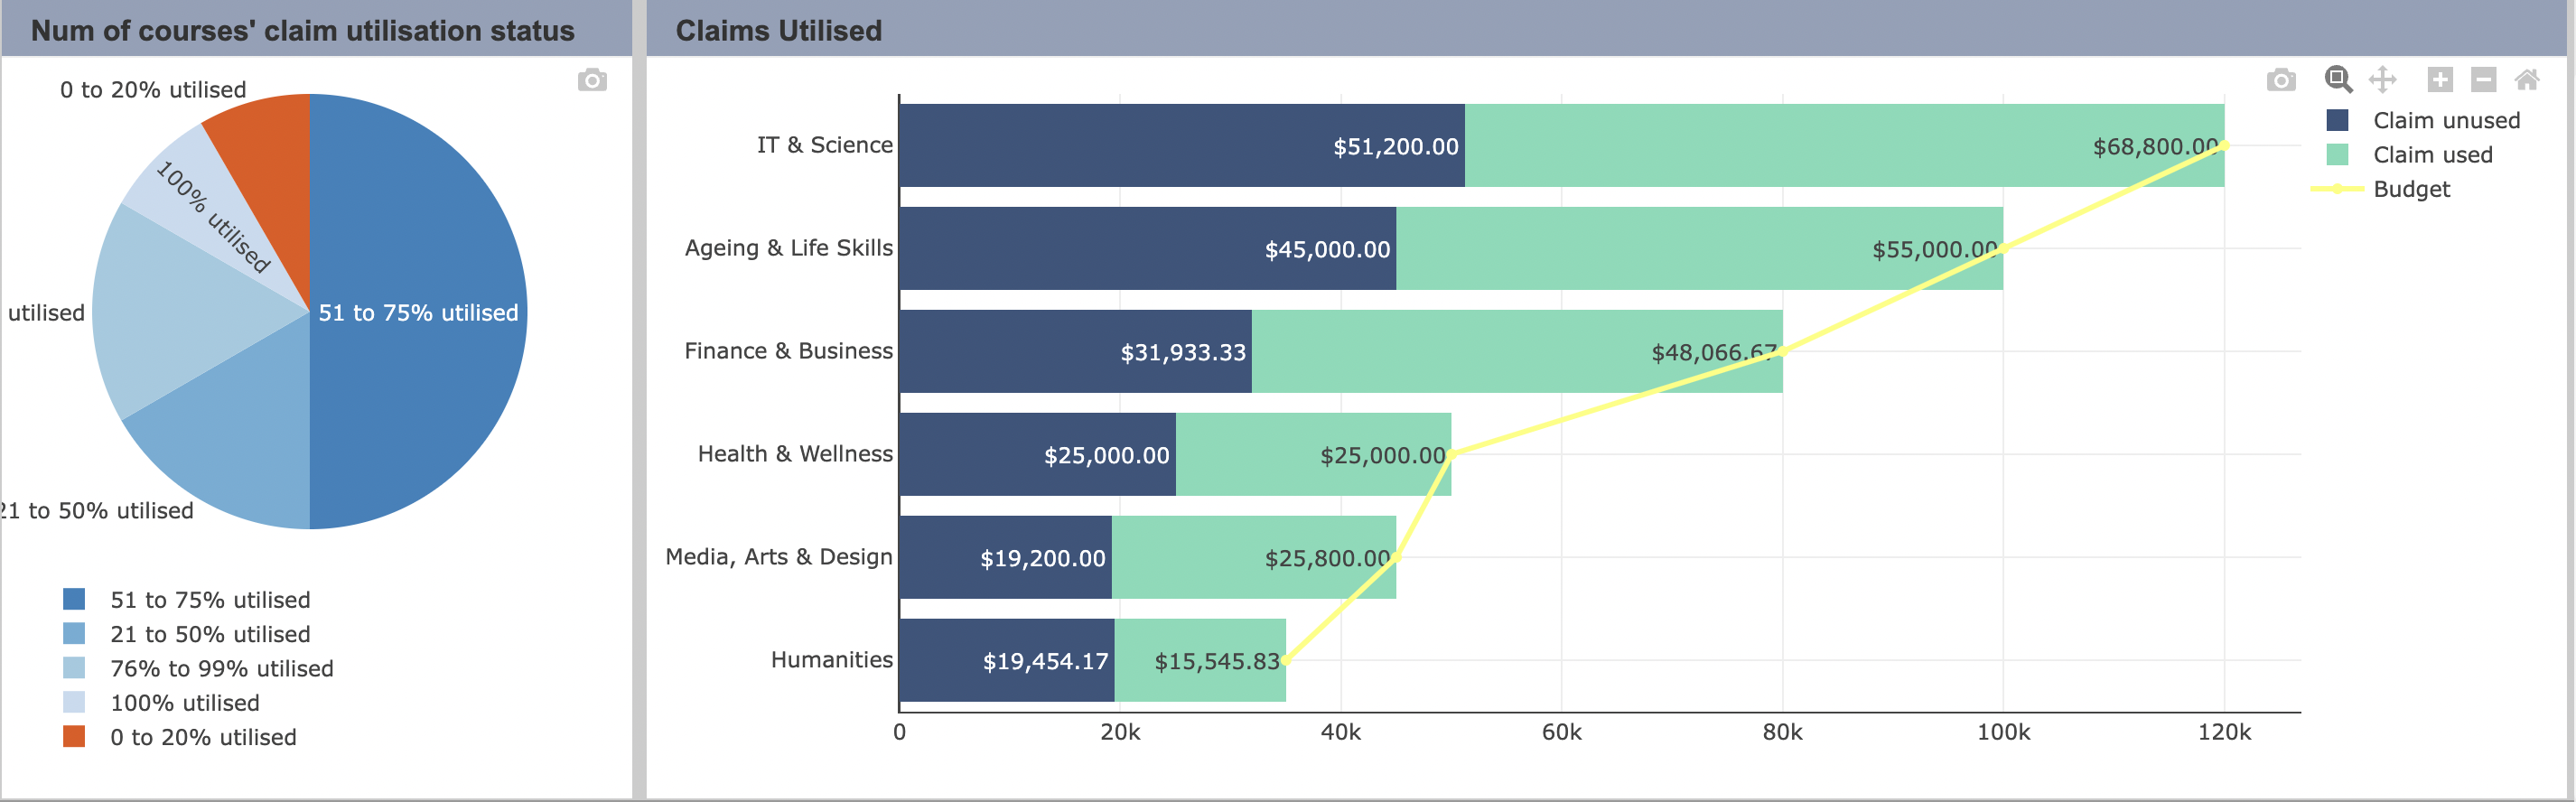 Num of courses' claim utilisation status
0 to 20% utilised
100% utilised
utilised
51 to 75% utilised
21 to 50% utilised
51 to 75% utilised
21 to 50% utilised
76% to 99% utilised
100% utilised
0 to 20% utilised
Claims Utilised
IT & Science $51,200.00 $68,800.00
Ageing & Life Skills $45,000.00 $55,000.00
Finance & Business $31,933.33 $48,066.67
Health & Wellness $25,000.00 $25,000.00
Media, Arts & Design $19,200.00 $25,800.00
Humanities $19,454.17 $15,545.83
0 20k 40k 60k 80k 100k 120k
Claim unused
Claim used
Budget